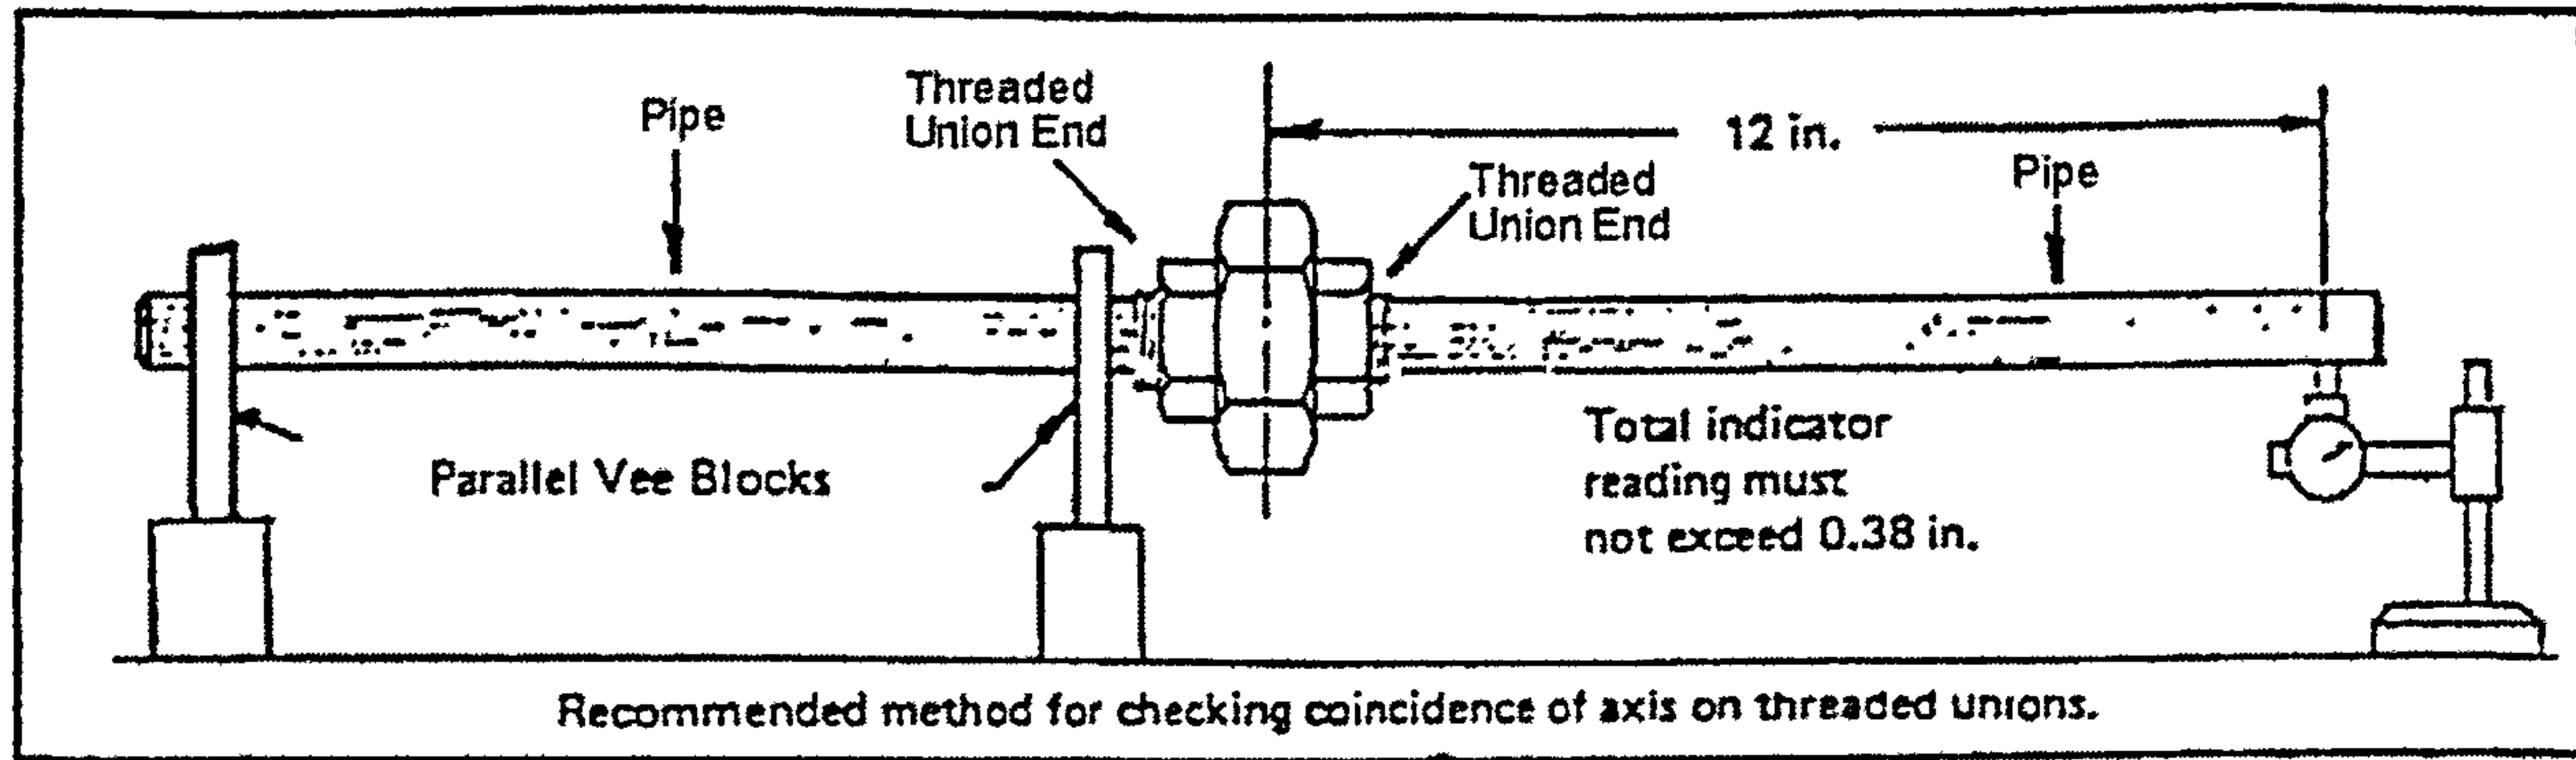 Pipe
Threaded
Union End
12 in.
Threaded
Union End
Pipe
Parallel Vee Blocks
Total indicator
reading must
not exceed 0.38 in.
Recommended method for checking coincidence of axis on threaded unions.